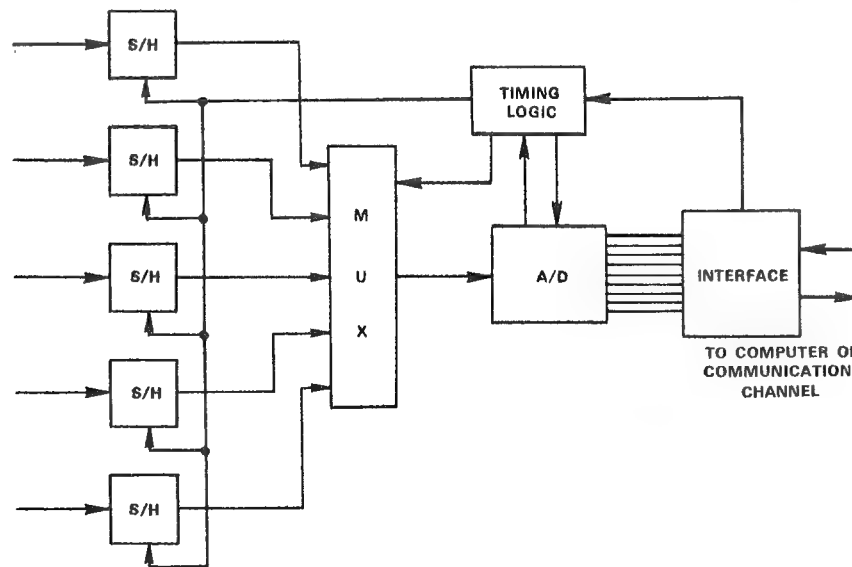 S/H
TIMING
LOGIC
S/H
M
U
X
S/H
A/D
INTERFACE
S/H
TO COMPUTER
COMMUNICATION
CHANNEL
S/H